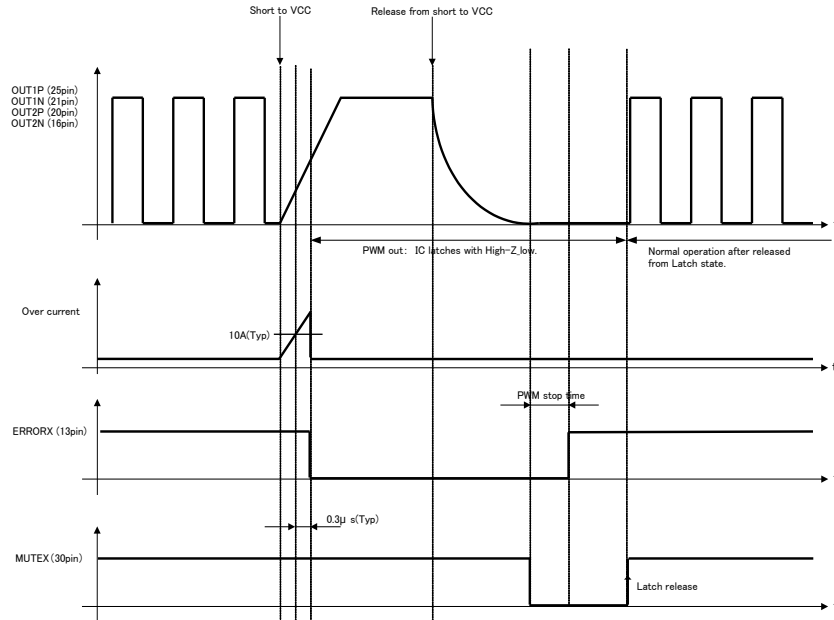 Short to VCC
Release from short to VCC
OUT1P (25pin)
OUT1N (21pin)
OUT2P (20pin)
OUT2N (16pin)
PWM out: IC latches with High-Z_low.
Normal operation after released
from Latch state.
Over current
10A(Typ)
t
PWM stop time
ERRORX (13pin)
0.3μ s(Typ)
MUTEX (30pin)
Latch release